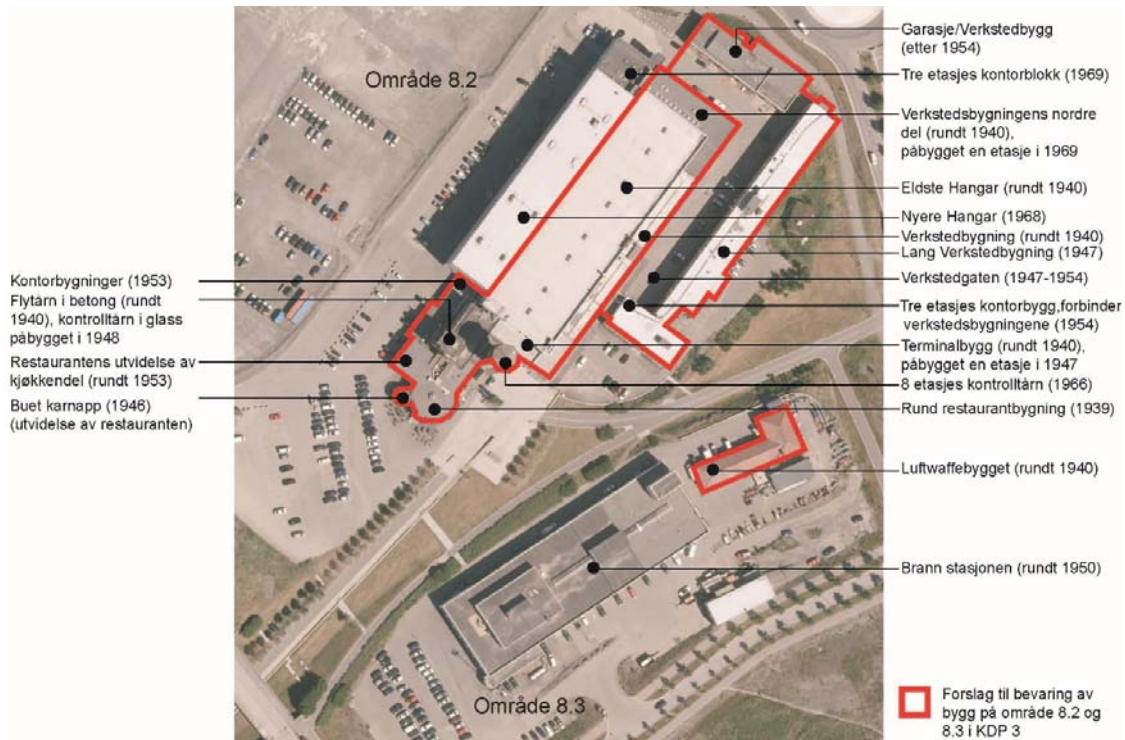 Område 8.2
Garasje/Verkstedbygg
(etter 1954)
Tre etasjes kontorblokk (1969)
Verkstedsbygningens nordre
del (rundt 1940),
påbygget en etasje i 1969
Eldste Hangar (rundt 1940)
Nyere Hangar (1968)
Verkstedbygning (rundt 1940)
Lang Verkstedbygning (1947)
Verkstedgaten (1947-1954)
Tre etasjes kontorbygg,forbinder
verkstedsbygningene (1954)
Terminalbygg (rundt 1940),
påbygget en etasje i 1947
8 etasjes kontrolltårn (1966)
Rund restaurantbygning (1939)
Luftwaffebygget (rundt 1940)
Brann stasjonen (rundt 1950)
Kontorbygninger (1953)
Flytårn i betong (rundt
1940), kontrolltårn i glass
påbygget i 1948
Restaurantens utvidelse av
kjøkkendel (rundt 1953)
Buet karnapp (1946)
(utvidelse av restauranten)
Område 8.3
Forslag til bevaring av
bygg på område 8.2 og
8.3 i KDP 3